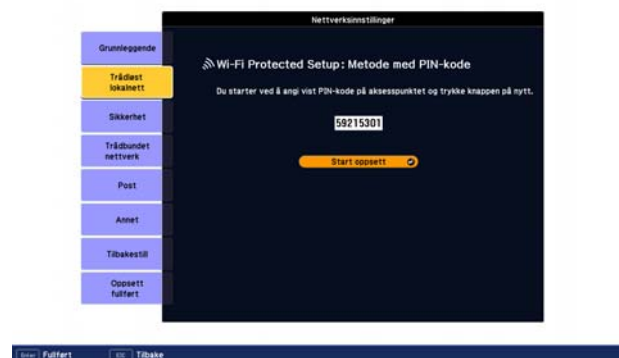 Nettverksinnstillinger
Grunnleggende
Trådløst
lokalnett
Sikkerhet
Trådbundet
nettverk
Post
Annet
Tilbakestill
Oppsett
fullført
Wi-Fi Protected Setup: Metode med PIN-kode
Du starter ved å angi vist PIN-kode på aksesspunktet og trykke knappen på nytt.
59215301
Start oppsett
Enter Fullført ESC Tilbake